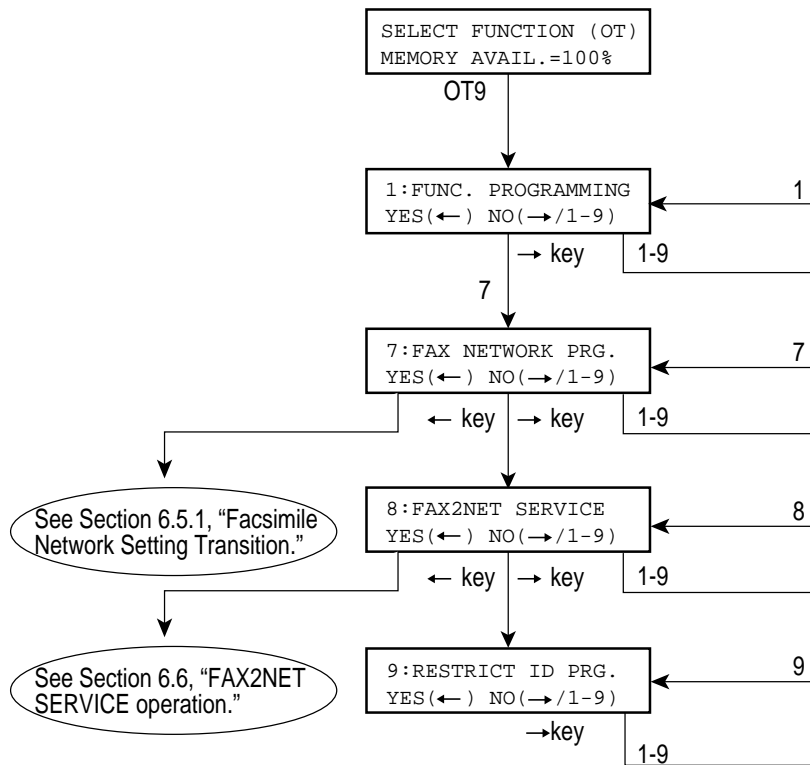 SELECT FUNCTION (OT)
MEMORY AVAIL.=100%
OT9
1:FUNC. PROGRAMMING
YES(←) NO(→/1-9)
1
→ key
1-9
7
7:FAX NETWORK PRG.
YES(←) NO(→/1-9)
7
← key
→ key
1-9
See Section 6.5.1, “Facsimile
Network Setting Transition.”
8:FAX2NET SERVICE
YES(←) NO(→/1-9)
8
← key
→ key
1-9
See Section 6.6, “FAX2NET
SERVICE operation.”
9:RESTRICT ID PRG.
YES(←) NO(→/1-9)
9
→key
1-9